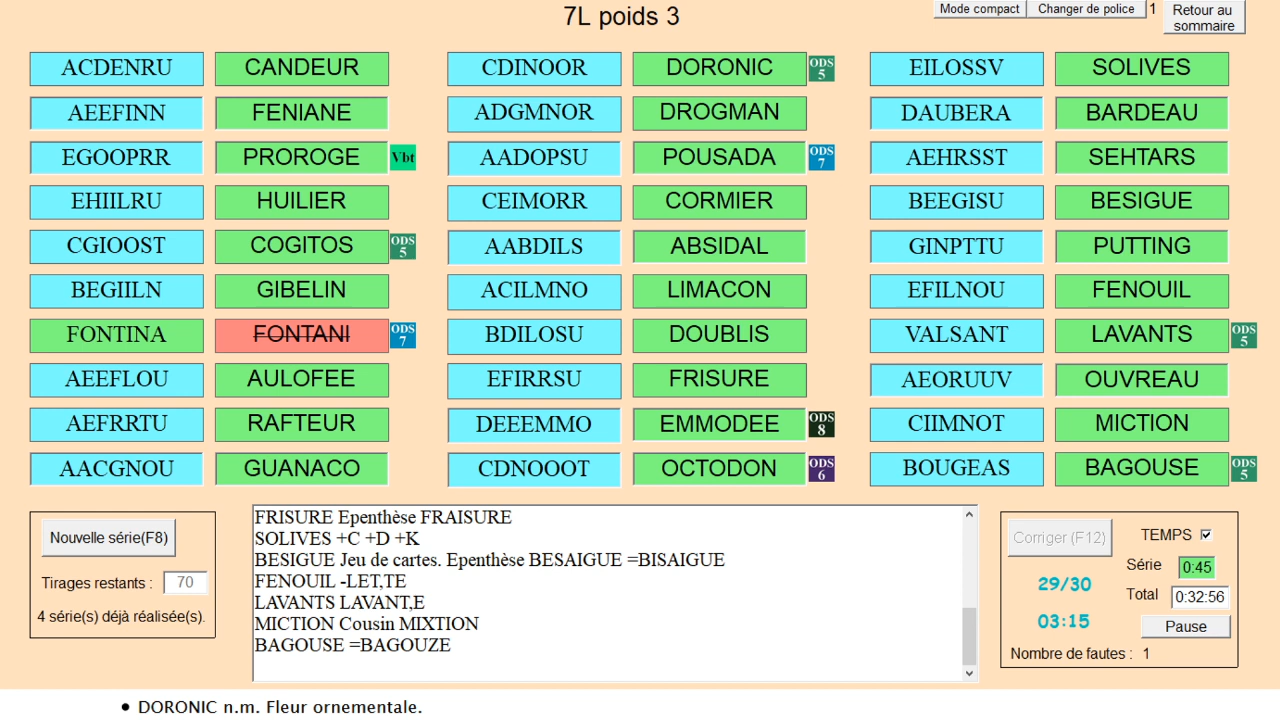 7L poids 3
Mode compact Changer de police 1 Retour au sommaire
ACDENRU CANDEUR CDINOOR DORONIC ODS 5 EILOSSV SOLIVES
AEEFINN FENIANE ADGMNOR DROGMAN DAUBERA BARDEAU
EGOOPRR PROROGE Vbt AADOPSU POUSADA ODS 7 AEHRSST SEHTARS
EHIILRU HUILIER CEIMORR CORMIER BEEGISU BESIGUE
CGIOOST COGITOS ODS 5 AABDILS ABSIDAL GINPTTU PUTTING
BEGIILN GIBELIN ACILMNO LIMACON EFILNOU FENOUIL
FONTINA FONTANI ODS 7 BDILOSU DOUBLIS VALSANT LAVANTS ODS 5
AEEFLOU AULOFEE EFIRRSU FRISURE AEORUUV OUVREAU
AEFRRTU RAFTEUR DEEEMMO EMMODEE ODS 8 CIIMNOT MICTION
AACGNOU GUANACO CDNOOOT OCTODON ODS 6 BOUGEAS BAGOUSE ODS 5
Nouvelle série(F8)
Tirages restants : 70
4 série(s) déjà réalisée(s).
FRISURE Epenthèse FRAISURE
SOLIVES +C +D +K
BESIGUE Jeu de cartes. Epenthèse BESAIGUE =BISAIGUE
FENOUIL -LET,TE
LAVANTS LAVANT,E
MICTION Cousin MIXTION
BAGOUSE =BAGOUZE
Corriger (F12) TEMPS
Série 0:45
29/30 Total 0:32:56
03:15 Pause
Nombre de fautes : 1
• DORONIC n.m. Fleur ornementale.